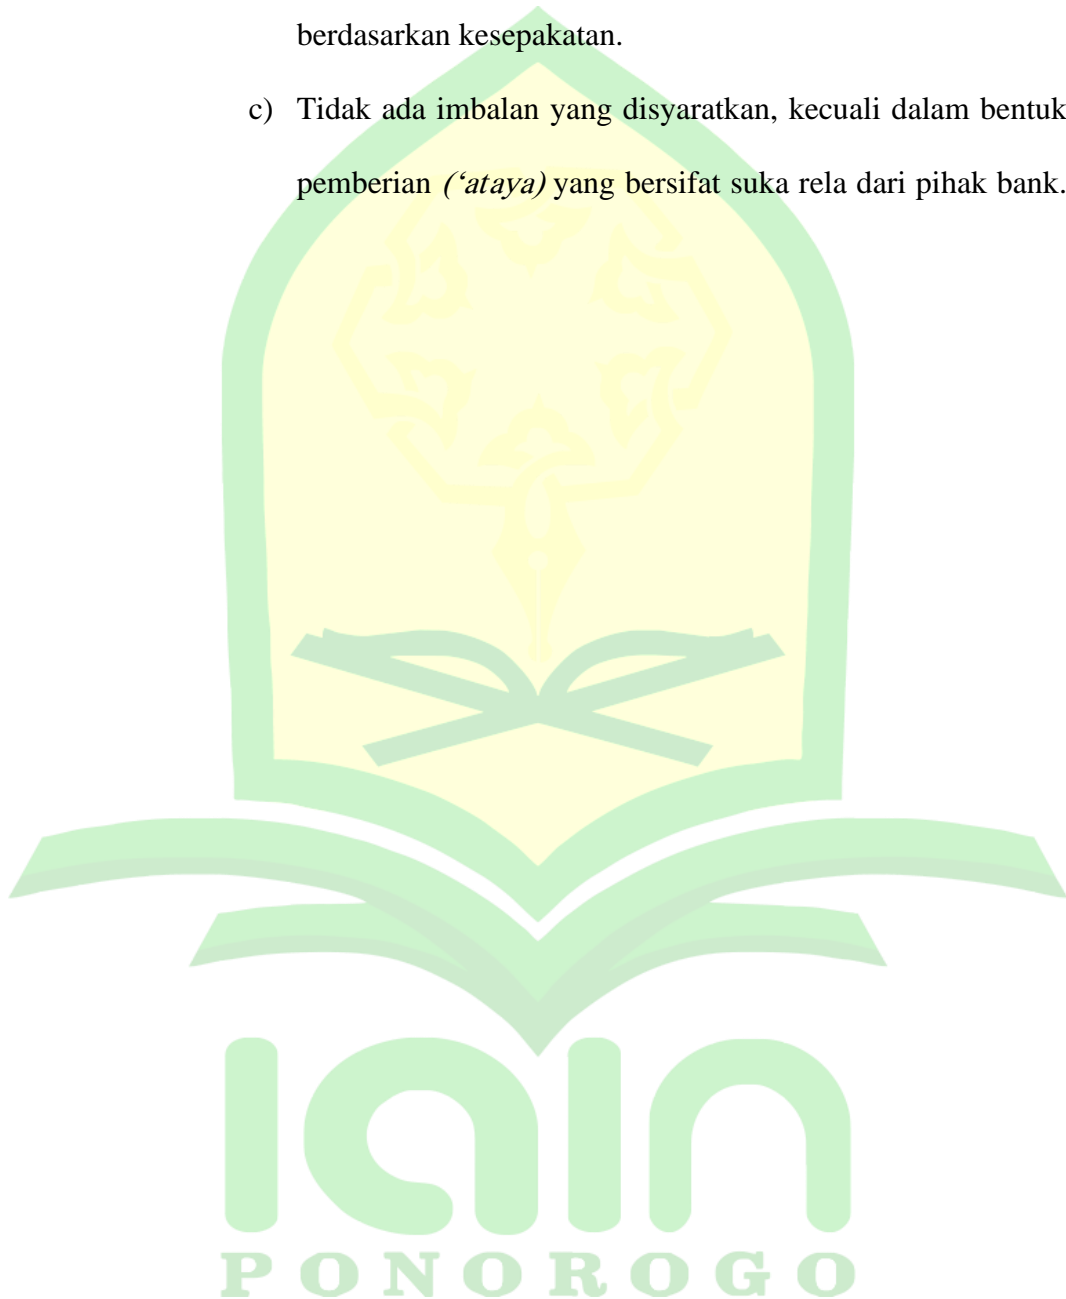 berdasarkan kesepakatan.
c) Tidak ada imbalan yang disyaratkan, kecuali dalam bentuk
pemberian (‘ataya) yang bersifat suka rela dari pihak bank.
iain
PONOROGO